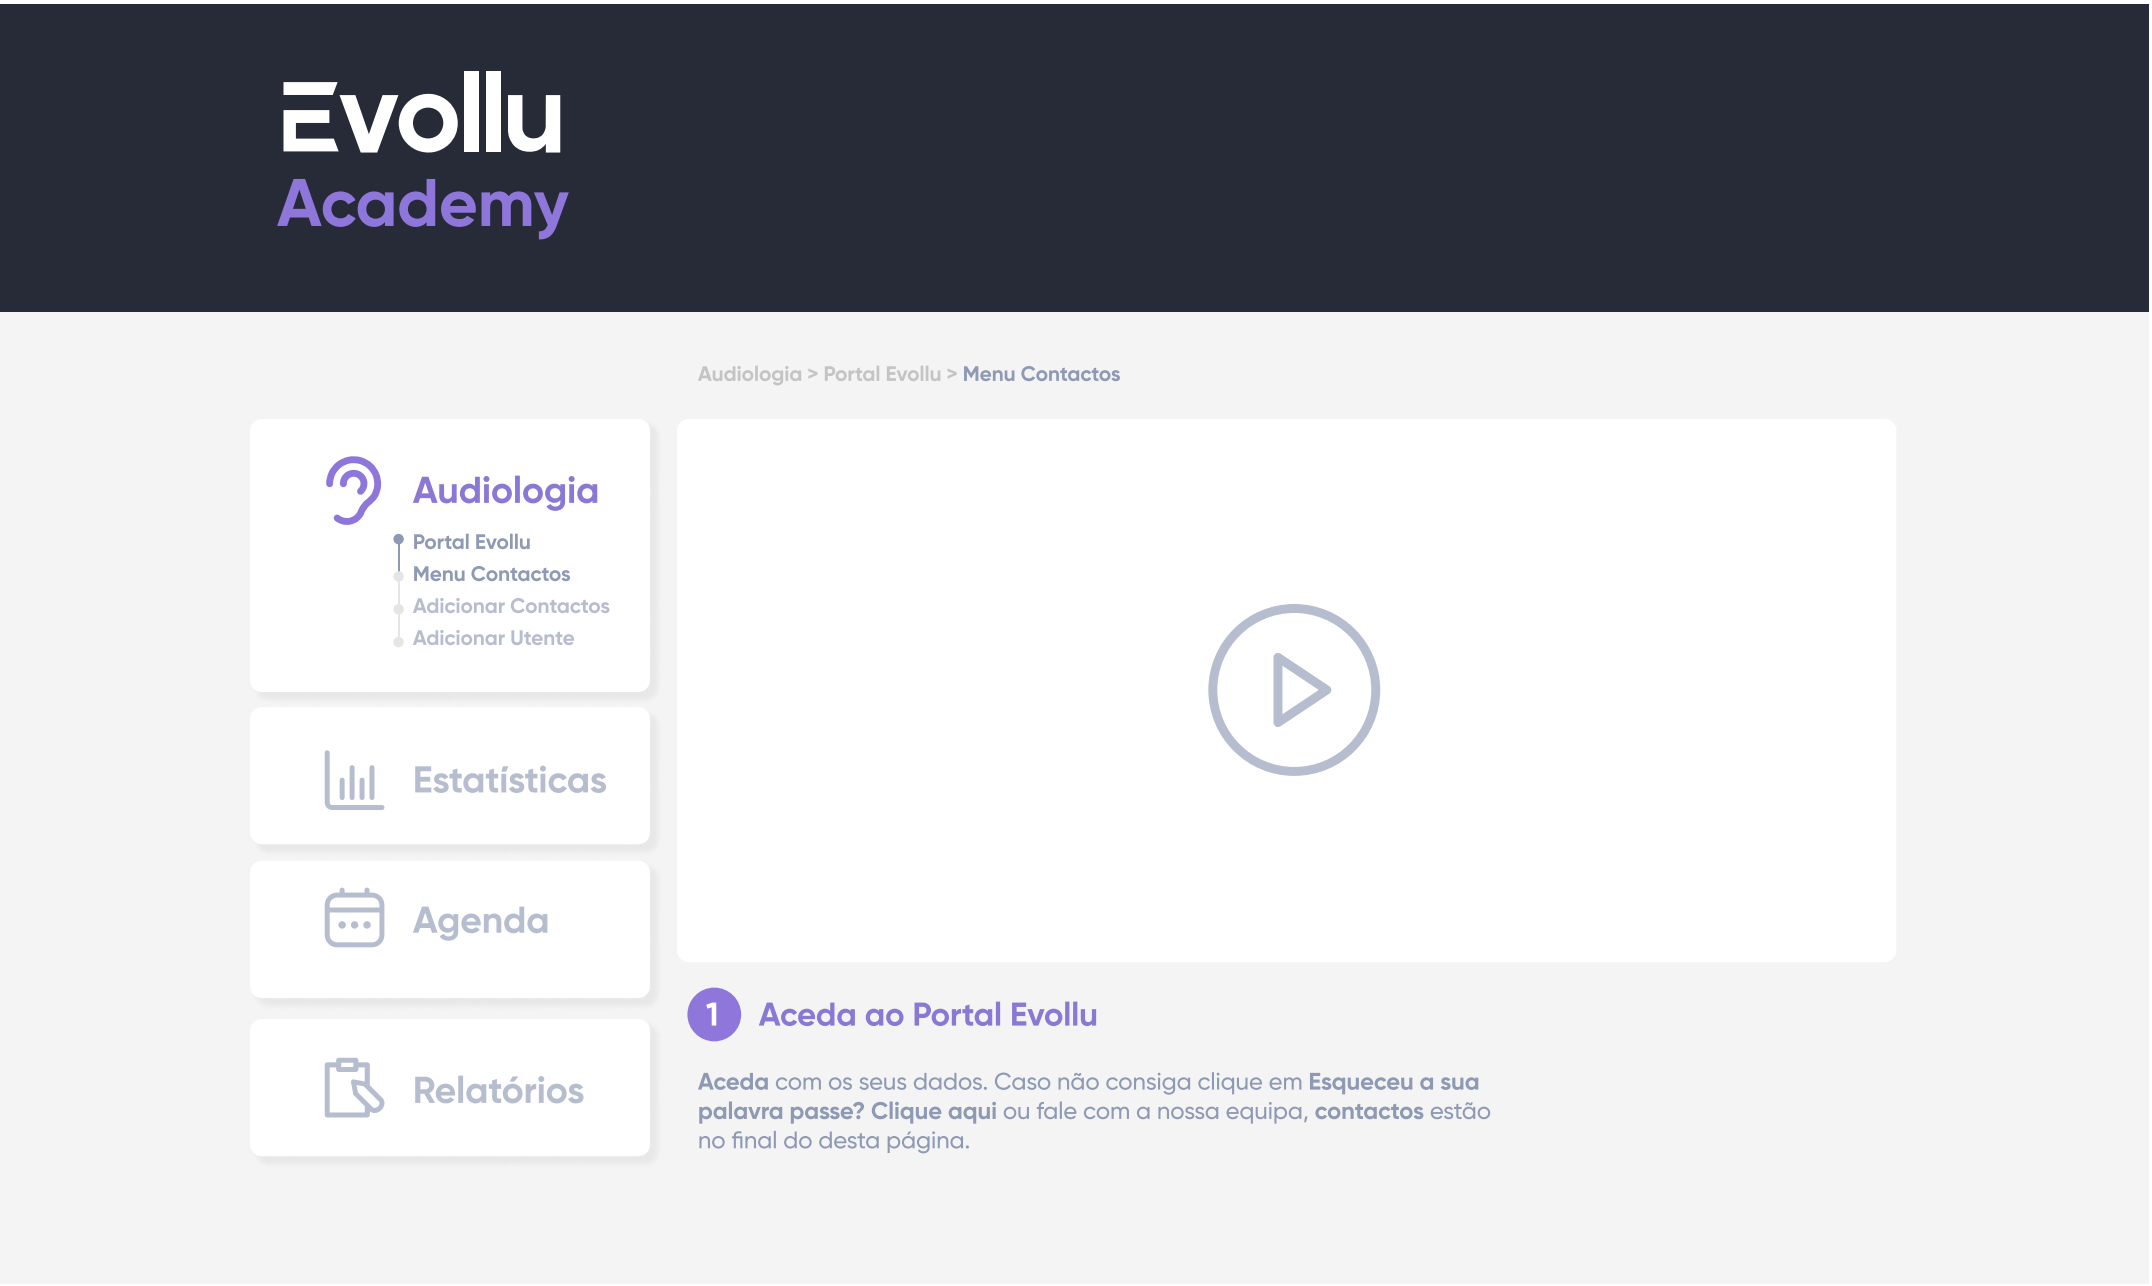 Evollu
Academy
Audiologia > Portal Evollu > Menu Contactos
Audiologia
Portal Evollu
Menu Contactos
Adicionar Contactos
Adicionar Utente
Estatísticas
Agenda
Relatórios
1 Aceda ao Portal Evollu
Aceda com os seus dados. Caso não consiga clique em Esqueceu a sua
palavra passe? Clique aqui ou fale com a nossa equipa, contactos estão
no final do desta página.